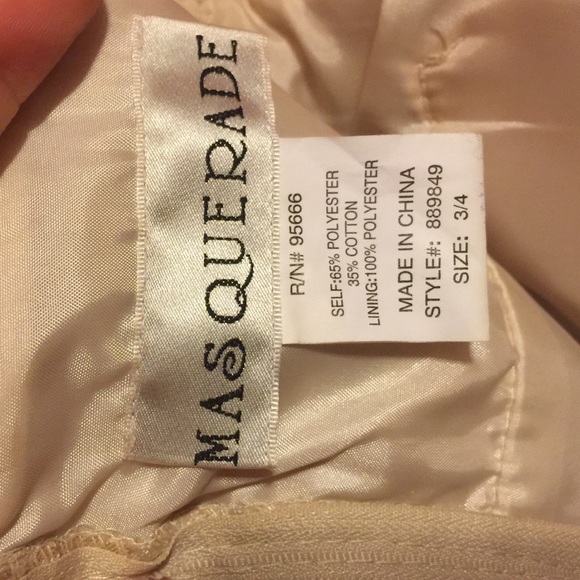 MASQUERADE
R/N# 95666
SELF:65% POLYESTER
35% COTTON
LINING:100% POLYESTER
MADE IN CHINA
STYLE#: 889849
SIZE: 3/4